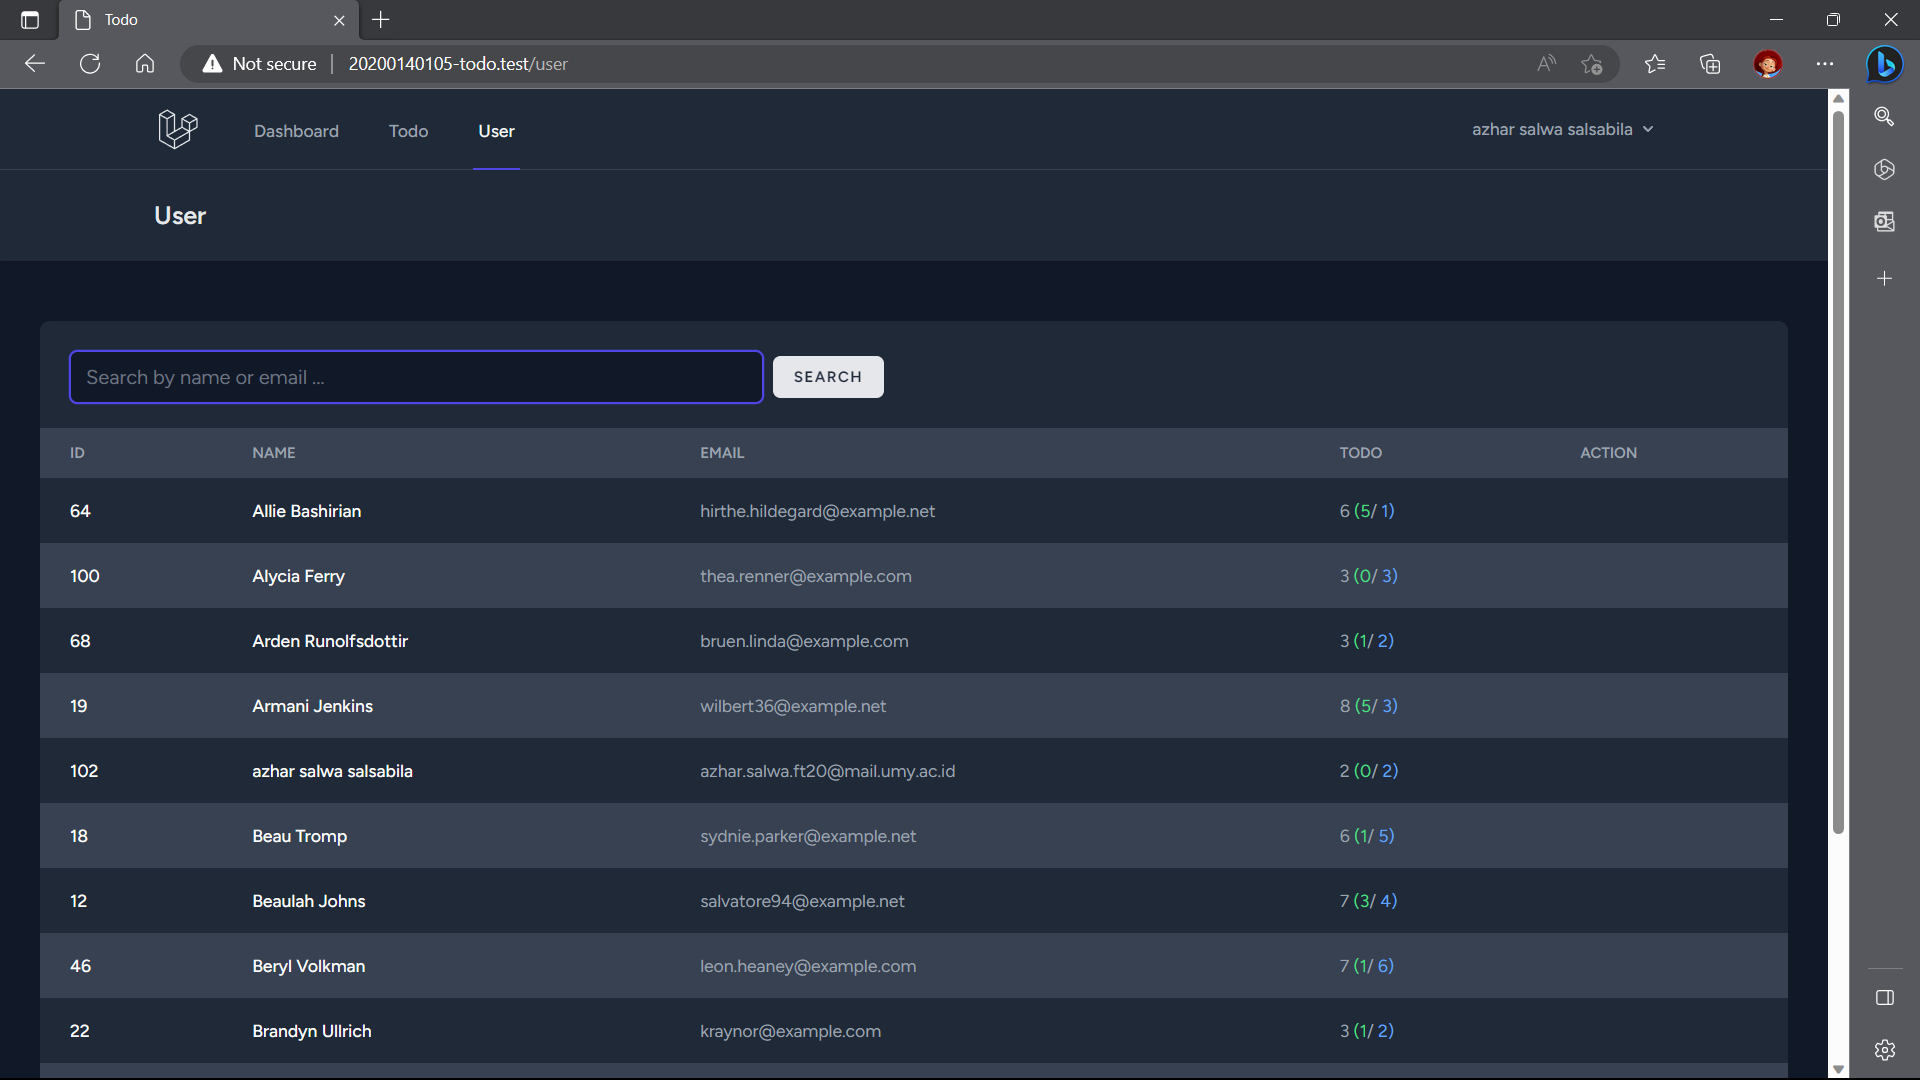 Todo
Not secure 20200140105-todo.test/user
Dashboard Todo User azhar salwa salsabila
User
Search by name or email ... SEARCH
ID NAME EMAIL TODO ACTION
64 Allie Bashirian hirthe.hildegard@example.net 6 (5/ 1)
100 Alycia Ferry thea.renner@example.com 3 (0/ 3)
68 Arden Runolfsdottir bruen.linda@example.com 3 (1/ 2)
19 Armani Jenkins wilbert36@example.net 8 (5/ 3)
102 azhar salwa salsabila azhar.salwa.ft20@mail.umy.ac.id 2 (0/ 2)
18 Beau Tromp sydnie.parker@example.net 6 (1/ 5)
12 Beaulah Johns salvatore94@example.net 7 (3/ 4)
46 Beryl Volkman leon.heaney@example.com 7 (1/ 6)
22 Brandyn Ullrich kraynor@example.com 3 (1/ 2)